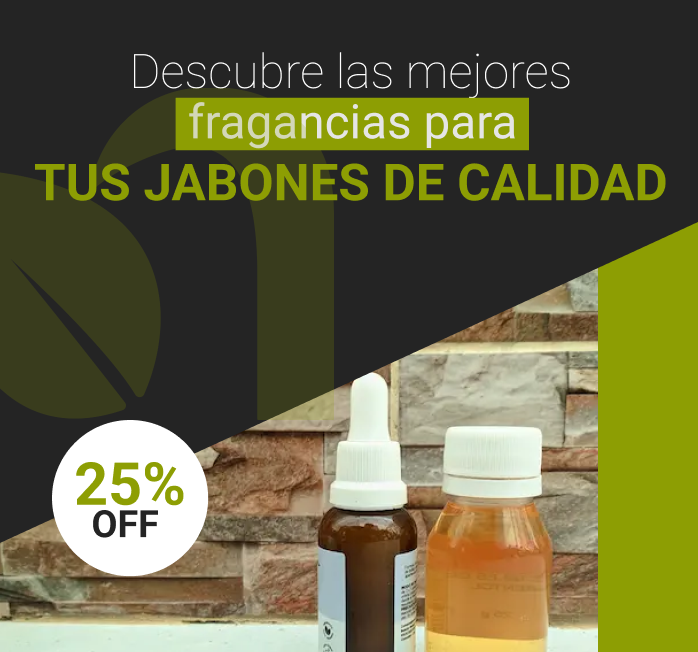 Descubre las mejores
fragancias para
TUS JABONES DE CALIDAD
25%
OFF